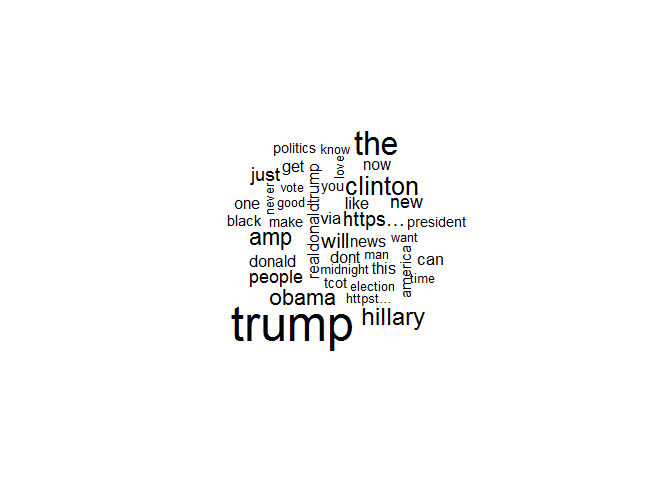 politics know the
just get love now
never vote you clinton
one good realdonaldtrump like new
black make via https... president
amp will news want
donald dont man america can
people midnight this time
tcot election
obama httpst...
trump hillary